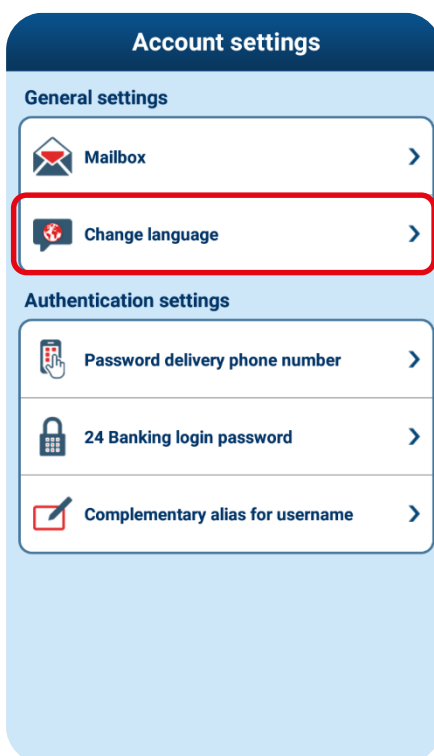 Account settings
General settings
Mailbox
Change language
Authentication settings
Password delivery phone number
24 Banking login password
Complementary alias for username